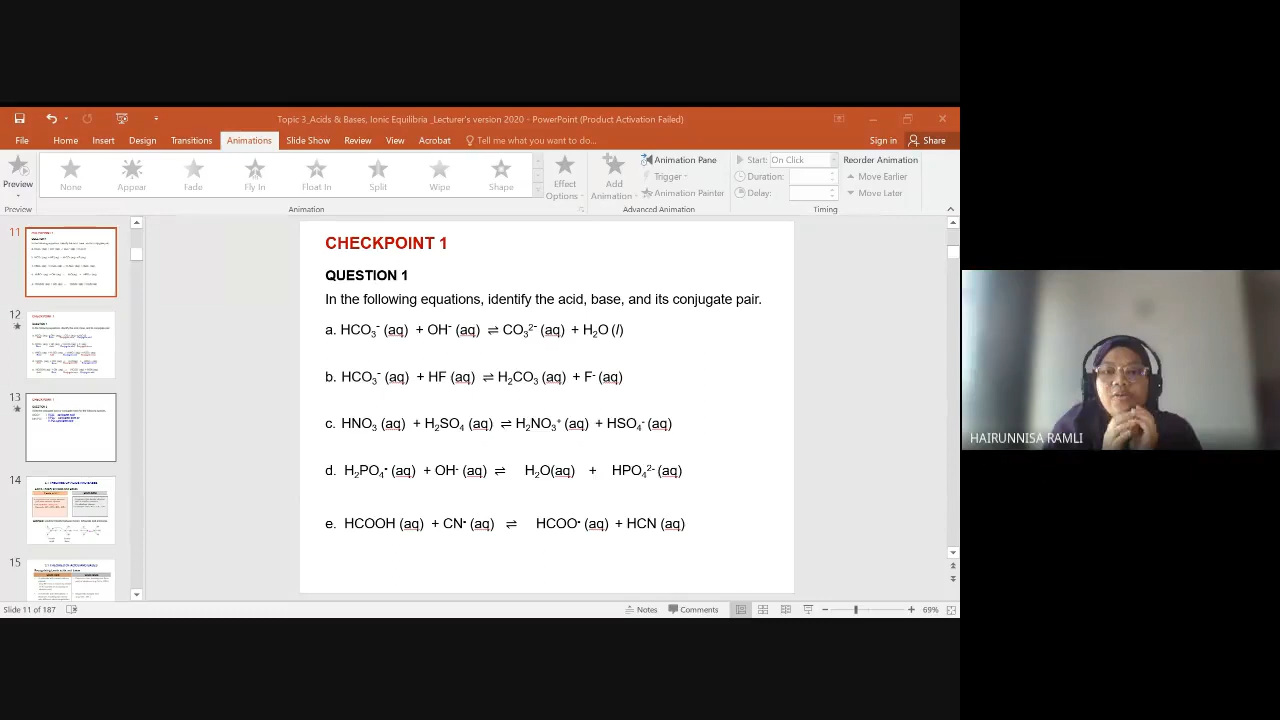 Topic 3_Acids & Bases, Ionic Equilibria _Lecturer's version 2020 - PowerPoint (Product Activation Failed)
File Home Insert Design Transitions Animations Slide Show Review View Acrobat Tell me what you want to do... Sign in Share
Preview
None Appear Fade Fly In Float In Split Wipe Shape
Effect Options
Add Animation
Animation Pane
Trigger
Animation Painter
Start: On Click
Duration:
Delay:
Reorder Animation
Move Earlier
Move Later
Preview Animation Advanced Animation Timing
11
12
13
14
15
CHECKPOINT 1
QUESTION 1
In the following equations, identify the acid, base, and its conjugate pair.
a. HCO₃⁻ (aq) + OH⁻ (aq) ⇌ CO₃²⁻ (aq) + H₂O (l)
b. HCO₃⁻ (aq) + HF (aq) ⇌ H₂CO₃ (aq) + F⁻ (aq)
c. HNO₃ (aq) + H₂SO₄ (aq) ⇌ H₂NO₃⁺ (aq) + HSO₄⁻ (aq)
d. H₂PO₄⁻ (aq) + OH⁻ (aq) ⇌ H₂O(aq) + HPO₄²⁻ (aq)
e. HCOOH (aq) + CN⁻ (aq) ⇌ HCOO⁻ (aq) + HCN (aq)
HAIRUNNISA RAMLI
Slide 11 of 187 Notes Comments 69%